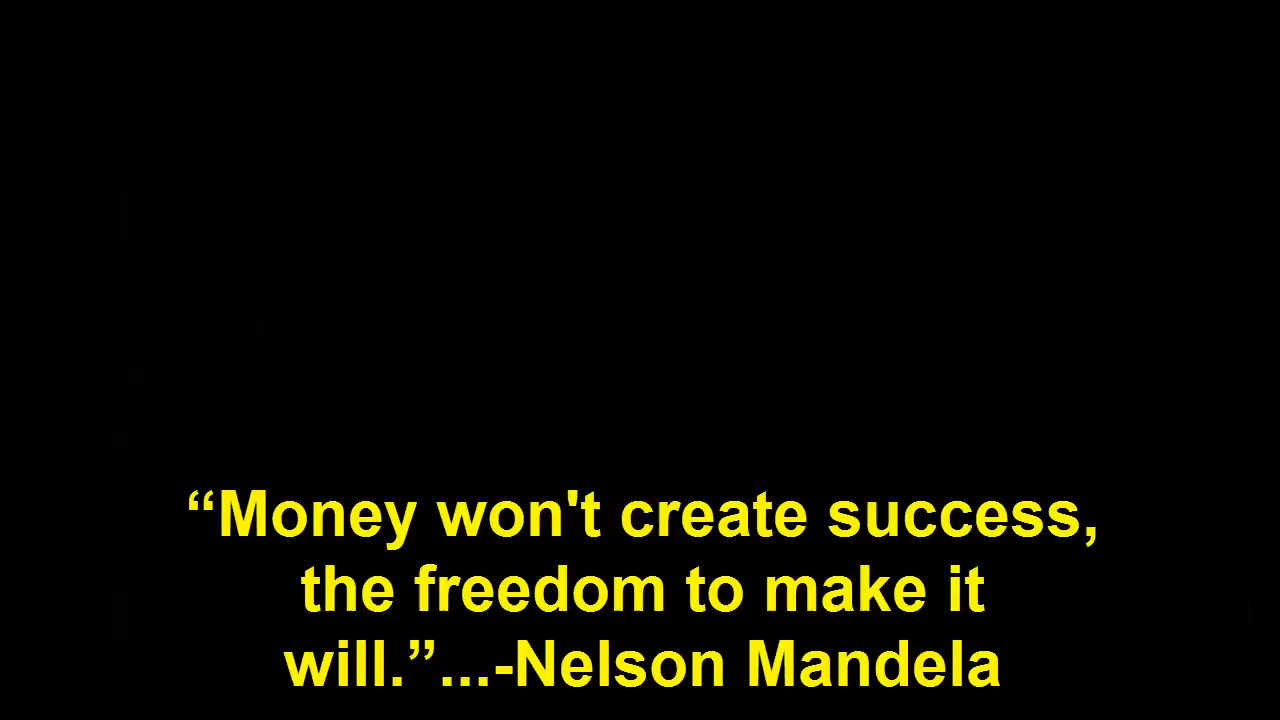 “Money won't create success,
the freedom to make it
will.”...-Nelson Mandela